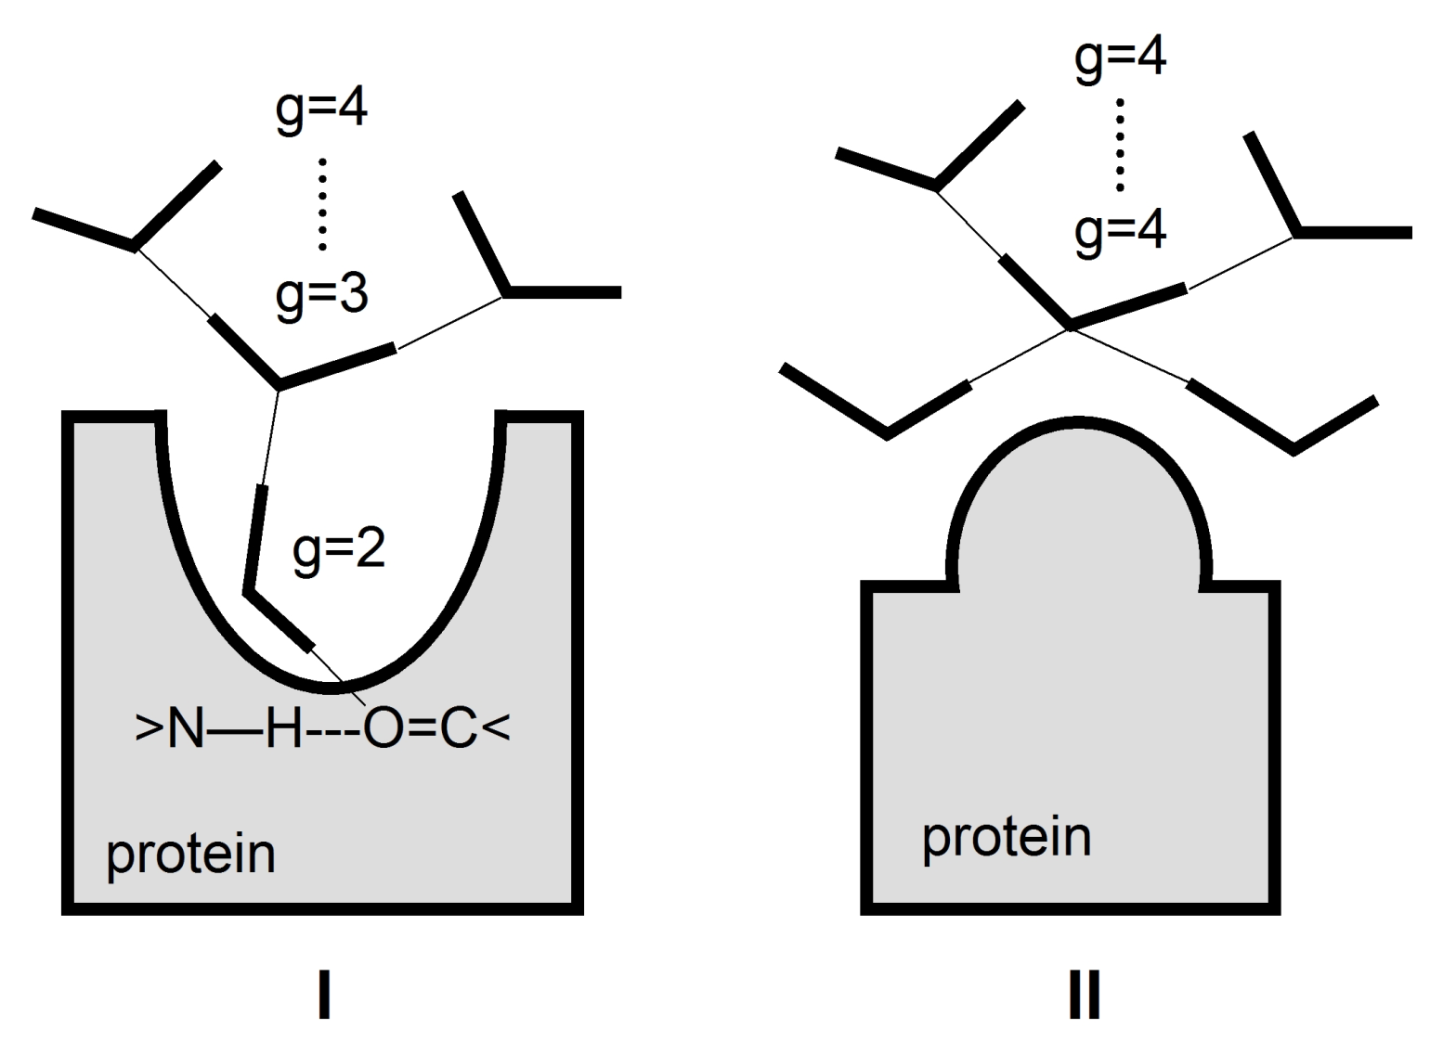 g=4
g=3
g=2
>N—H---O=C<
protein
I
g=4
g=4
protein
II